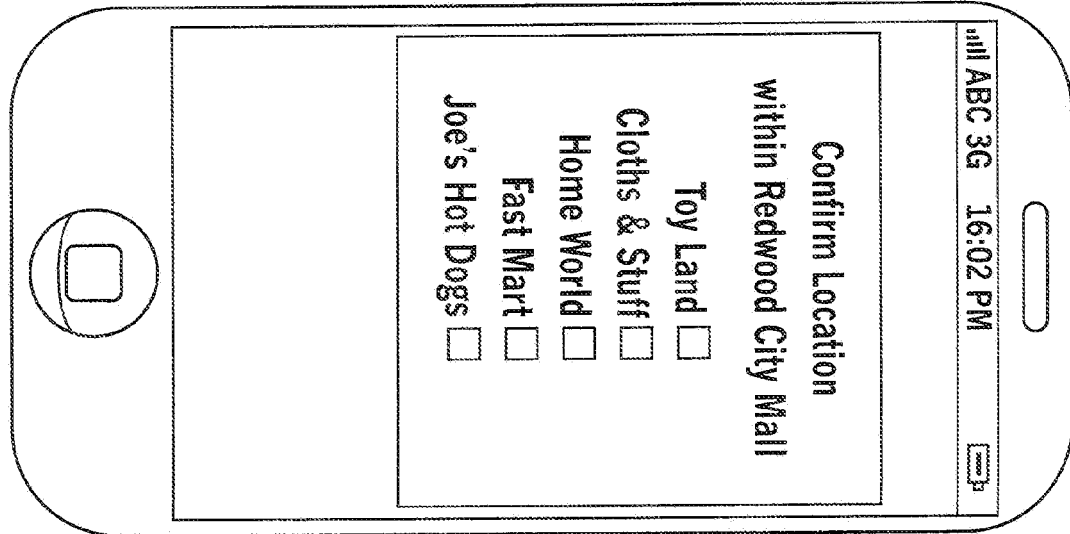 ABC 3G 16:02 PM
Confirm Location
within Redwood City Mall
Toy Land
Cloths & Stuff
Home World
Fast Mart
Joe's Hot Dogs